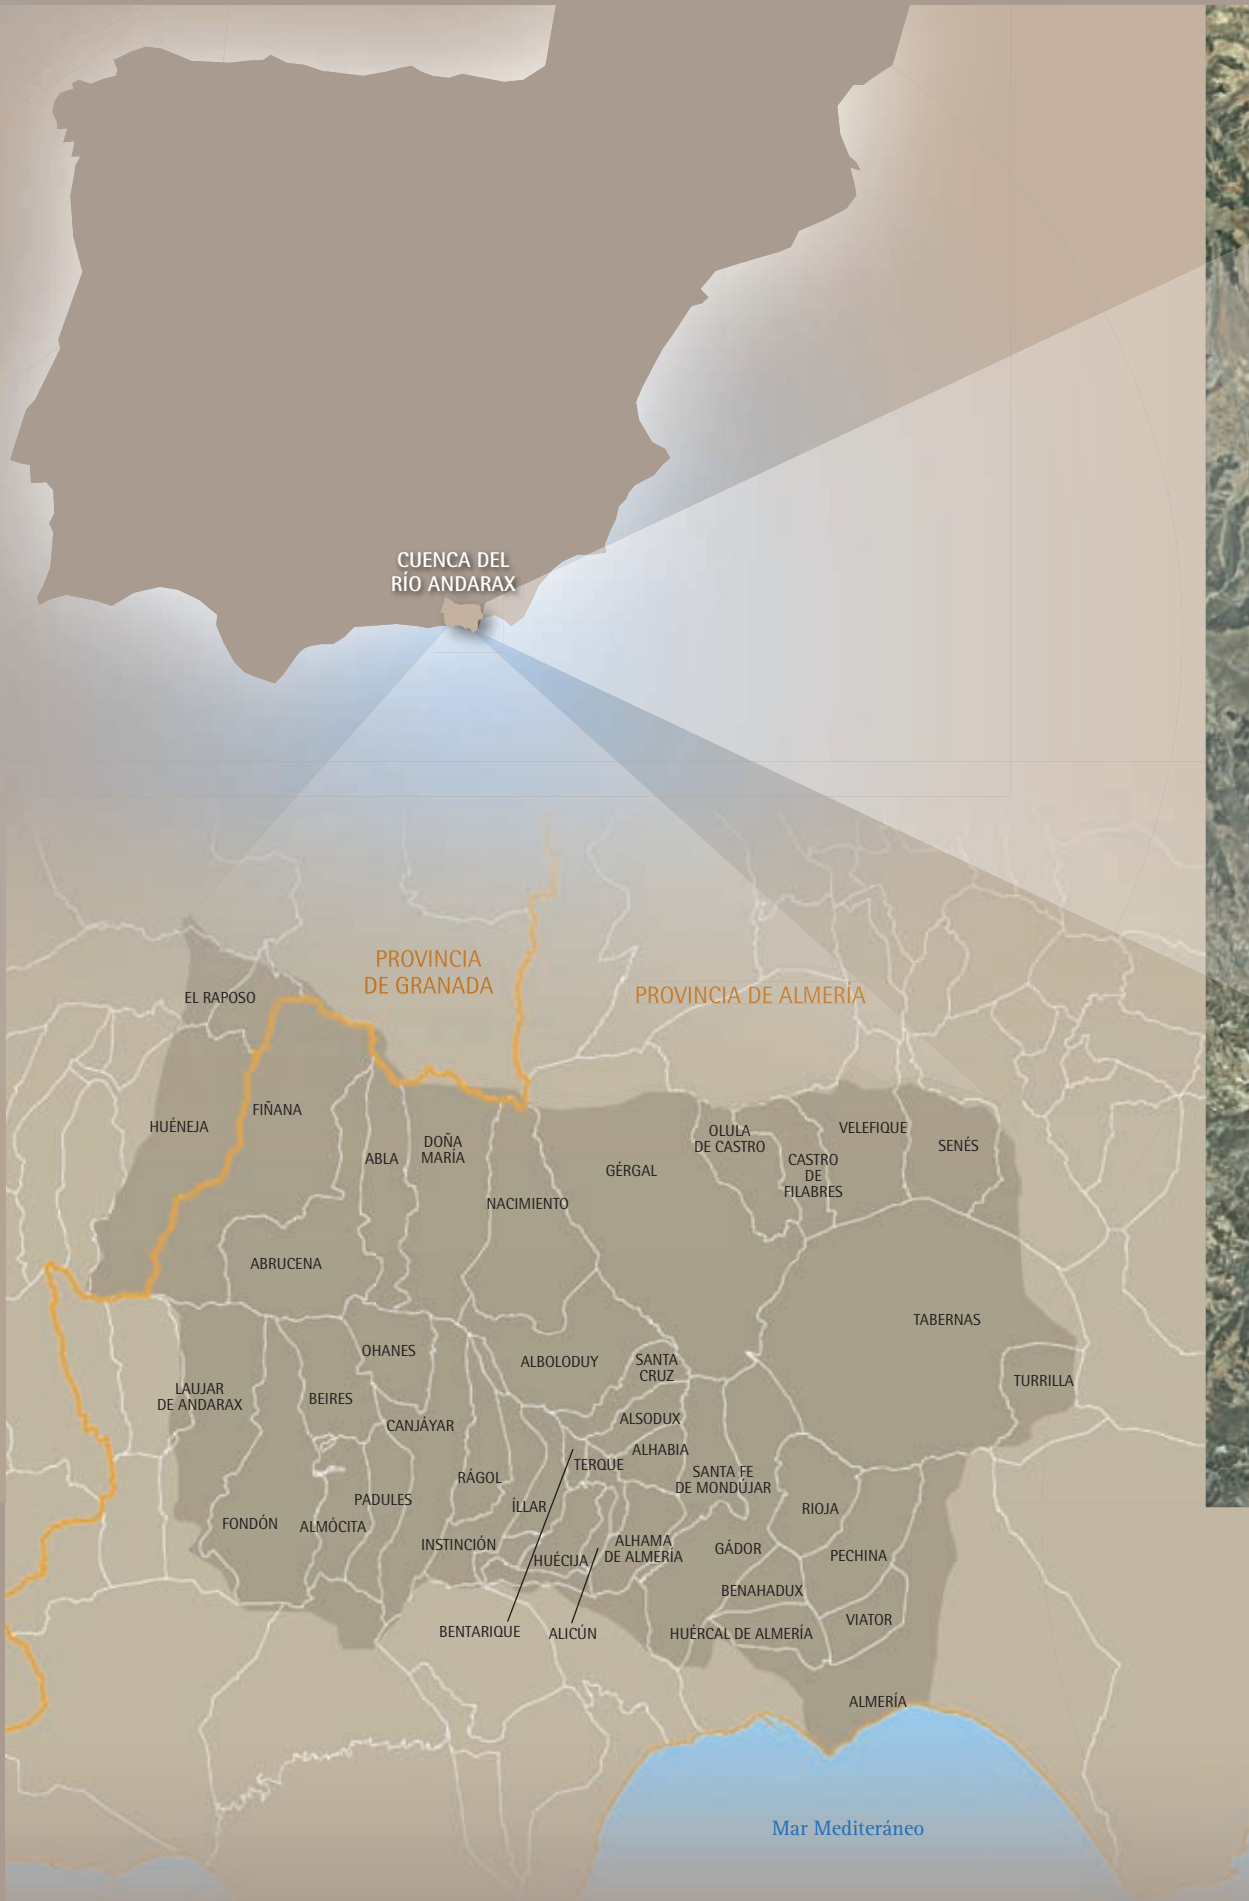 CUENCA DEL
RÍO ANDARAX
PROVINCIA
DE GRANADA
PROVINCIA DE ALMERÍA
EL RAPOSO
HUÉNEJA
FIÑANA
ABLA
DOÑA
MARÍA
NACIMIENTO
GÉRGAL
OLULA
DE CASTRO
CASTRO
DE
FILABRES
VELEFIQUE
SENÉS
ABRUCENA
TABERNAS
TURRILLA
OHANES
ALBOLODUY
SANTA
CRUZ
LAUJAR
DE ANDARAX
BEIRES
CANJÁYAR
ALSODUX
ALHABIA
TERQUE
RÁGOL
SANTA FE
DE MONDÚJAR
PADULES
ÍLLAR
RIOJA
FONDÓN
ALMÓCITA
INSTINCIÓN
HUÉCIJA
ALHAMA
DE ALMERÍA
GÁDOR
PECHINA
BENAHADUX
VIATOR
BENTARIQUE
ALICÚN
HUÉRCAL DE ALMERÍA
ALMERÍA
Mar Mediteráneo